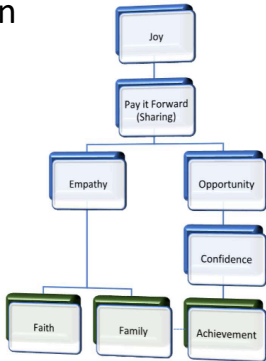 n
Joy
Pay it Forward
(Sharing)
Empathy
Opportunity
Confidence
Faith
Family
Achievement